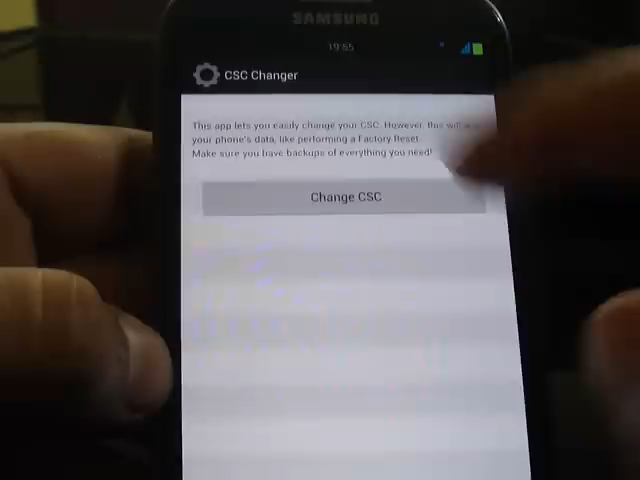 SAMSUNG
19:55
CSC Changer
This app lets you easily change your CSC. However, this will
your phone's data, like performing a Factory Reset.
Make sure you have backups of everything you need!
Change CSC